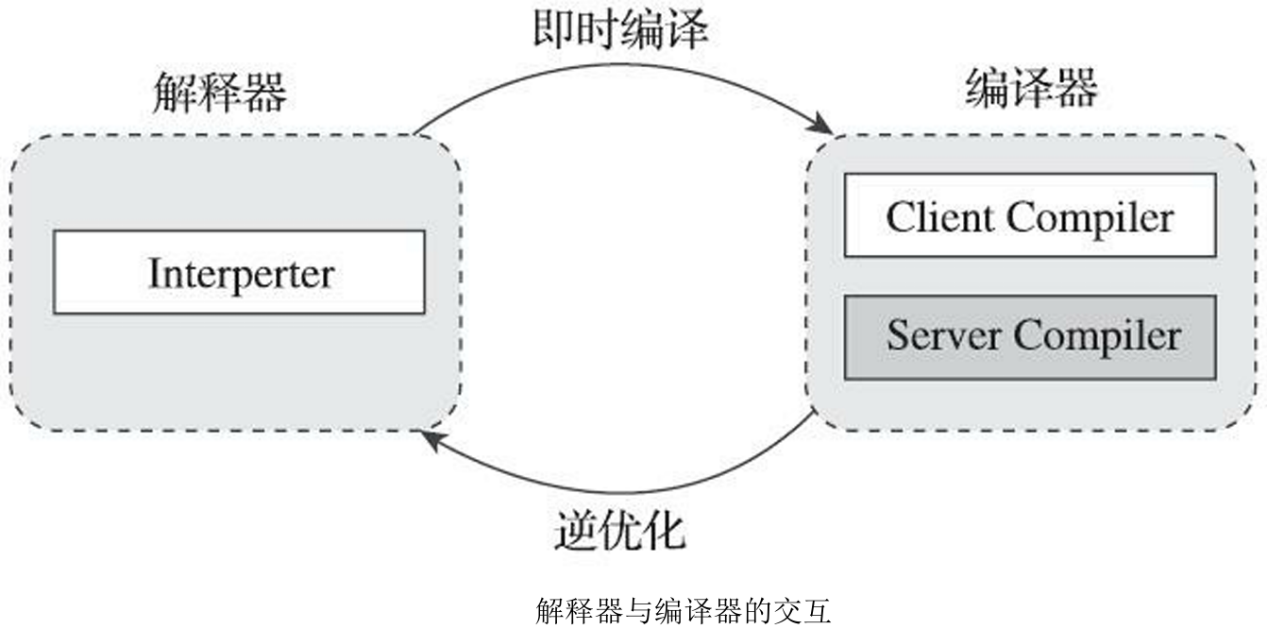 即时编译
解释器
编译器
Interperter
Client Compiler
Server Compiler
逆优化
解释器与编译器的交互